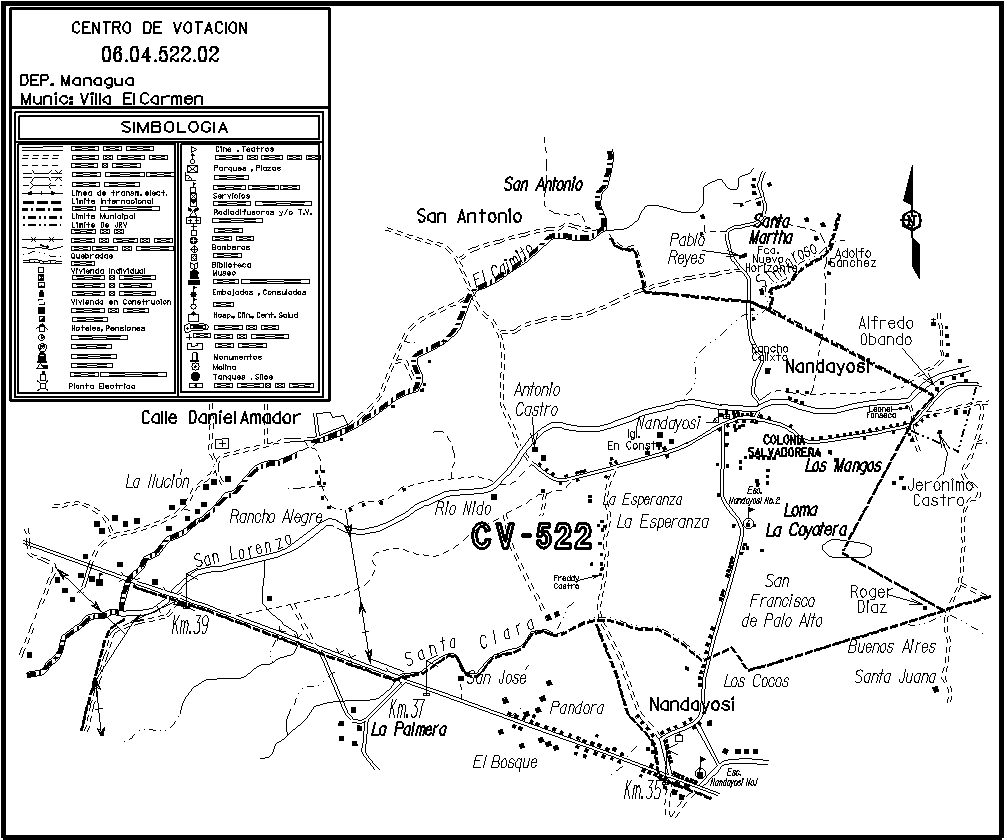 CENTRO DE VOTACION
06.04.522.02
DEP. Managua
Munic: Villa El Carmen
SIMBOLOGIA
Linea de transm. elect.
Limite Internacional
Limite Municipal
Limite De JRV
Quebradas
Vivienda Individual
Vivienda en Construcion
Hoteles, Pensiones
Planta Electrica
Cine, Teatros
Parques, Plazas
Servicios
Radiodifusoras y/o T.V.
Bomberos
Biblioteca
Museo
Embajadas, Consulados
Hosp., Clin., Cent. Salud
Monumentos
Molino
Tanques, Silos
San Antonio
San Antonio
El Caimito
Pablo
Reyes
Santa
Martha
Fca.
Nueva
Horizonte
Adolfo
Sanchez
N
Alfredo
Obando
Rancho
Calixto
Nandayosi
Antonio
Castro
Leonel
Fonseca
Calle Daniel Amador
Nandayosi
Igl.
En Const.
COLONIA
SALVADORENA
Los Mangos
La Ilucion
Jeronimo
Castro
Esc.
Nandayosi No.2
Rancho Alegre
Rio Nido
La Esperanza
La Esperanza
Loma
La Coyotera
CV-522
San Lorenzo
Freddy
Castro
San
Francisco
de Palo Alto
Roger
Diaz
Km.39
Santa Clara
Buenos Aires
San José
Los Cocos
Santa Juana
Km.37
La Palmera
Pandora
Nandayosi
El Bosque
Km.35
Esc.
Nandayosi No.1